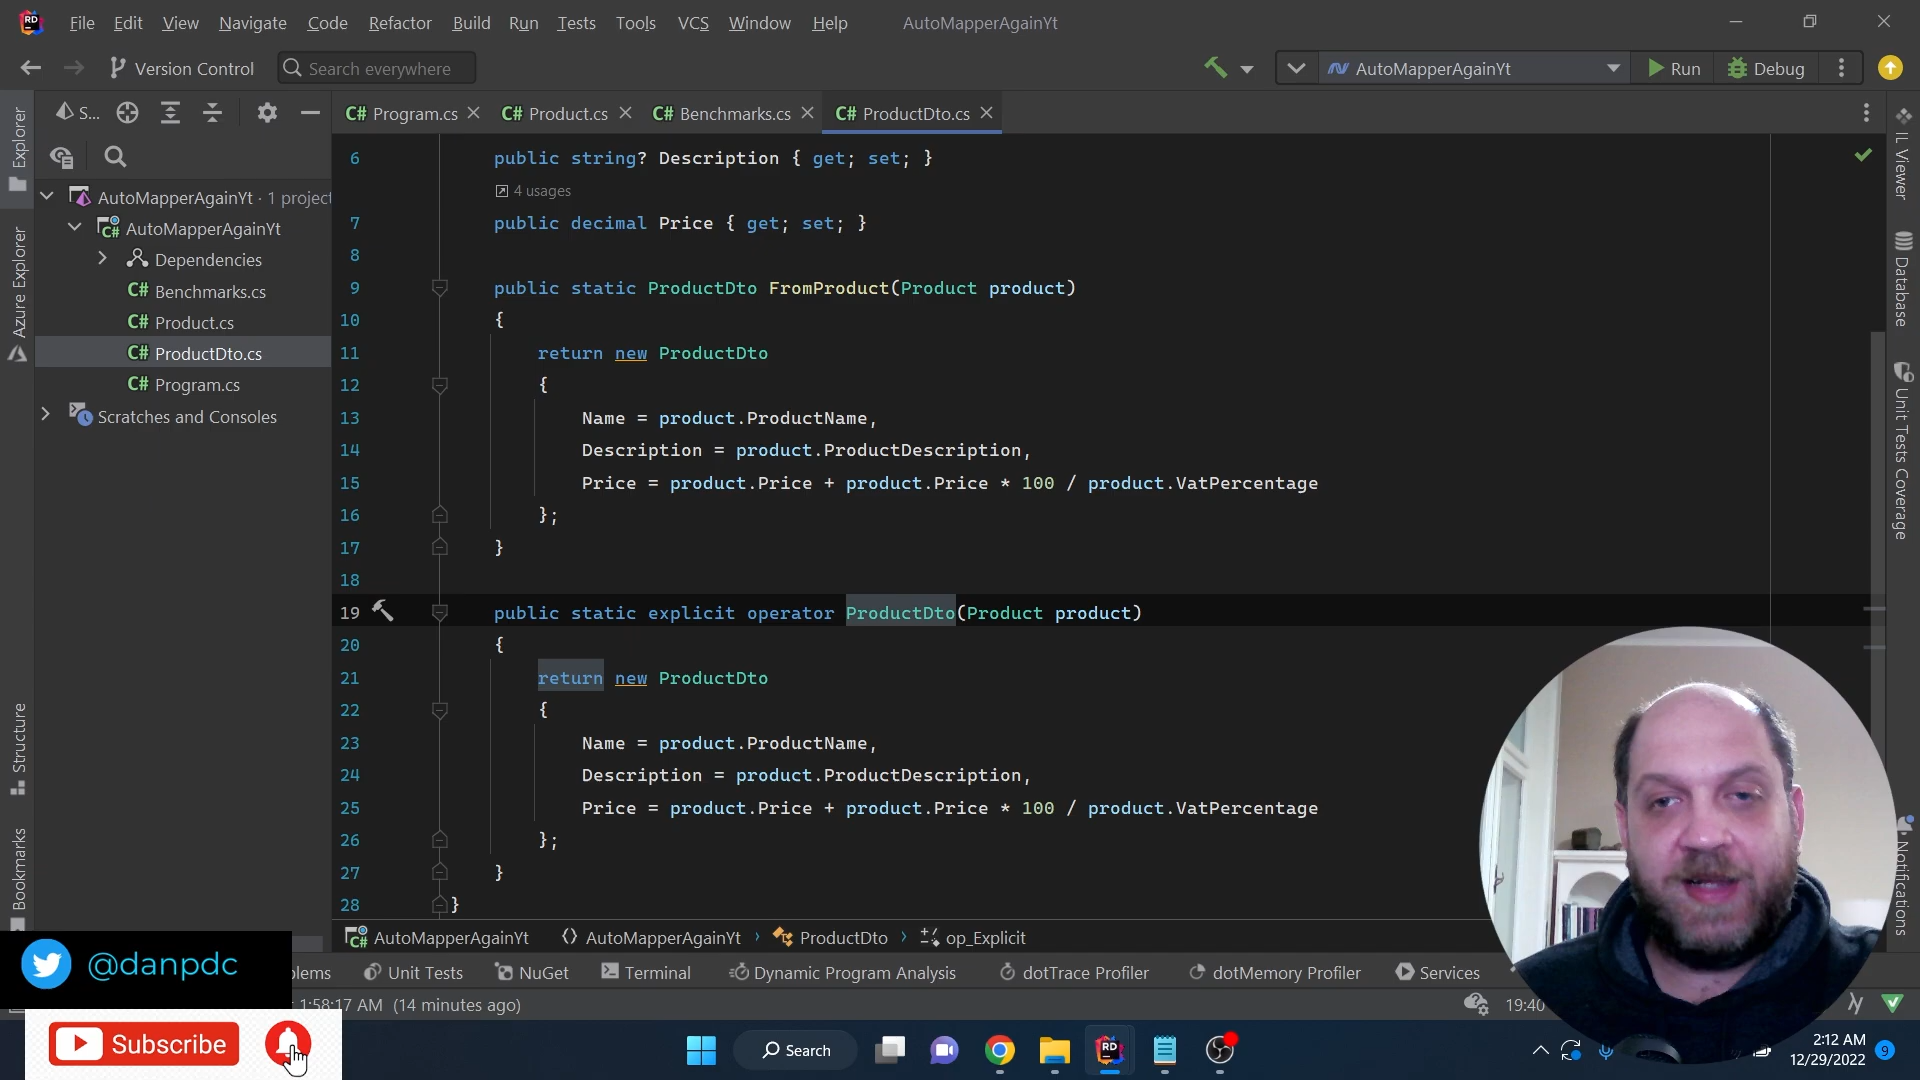 File Edit View Navigate Code Refactor Build Run Tests Tools VCS Window Help AutoMapperAgainYt
Version Control Search everywhere AutoMapperAgainYt Run Debug
S... C# Program.cs C# Product.cs C# Benchmarks.cs C# ProductDto.cs
Explorer
Azure Explorer
Structure
Bookmarks
AutoMapperAgainYt · 1 project
C# AutoMapperAgainYt
Dependencies
C# Benchmarks.cs
C# Product.cs
C# ProductDto.cs
C# Program.cs
Scratches and Consoles
6 public string? Description { get; set; }
4 usages
7 public decimal Price { get; set; }
8
9 public static ProductDto FromProduct(Product product)
10 {
11 return new ProductDto
12 {
13 Name = product.ProductName,
14 Description = product.ProductDescription,
15 Price = product.Price + product.Price * 100 / product.VatPercentage
16 };
17 }
18
19 public static explicit operator ProductDto(Product product)
20 {
21 return new ProductDto
22 {
23 Name = product.ProductName,
24 Description = product.ProductDescription,
25 Price = product.Price + product.Price * 100 / product.VatPercentage
26 };
27 }
28 }
IL Viewer
Database
Unit Tests Coverage
Notifications
C# AutoMapperAgainYt AutoMapperAgainYt › ProductDto › op_Explicit
blems Unit Tests NuGet Terminal Dynamic Program Analysis dotTrace Profiler dotMemory Profiler Services
@danpdc
1:58:17 AM (14 minutes ago) 19:40
Subscribe
RD
Search
RD
2:12 AM
12/29/2022 9